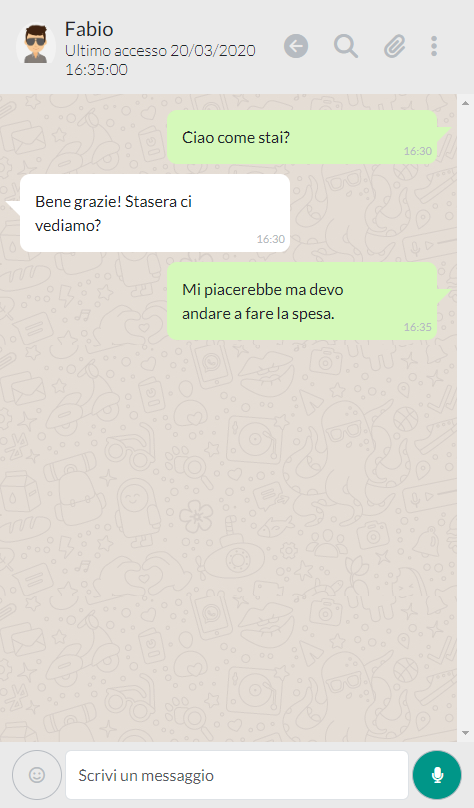 Fabio
Ultimo accesso 20/03/2020
16:35:00
Ciao come stai?
16:30
Bene grazie! Stasera ci
vediamo?
16:30
Mi piacerebbe ma devo
andare a fare la spesa.
16:35
Scrivi un messaggio